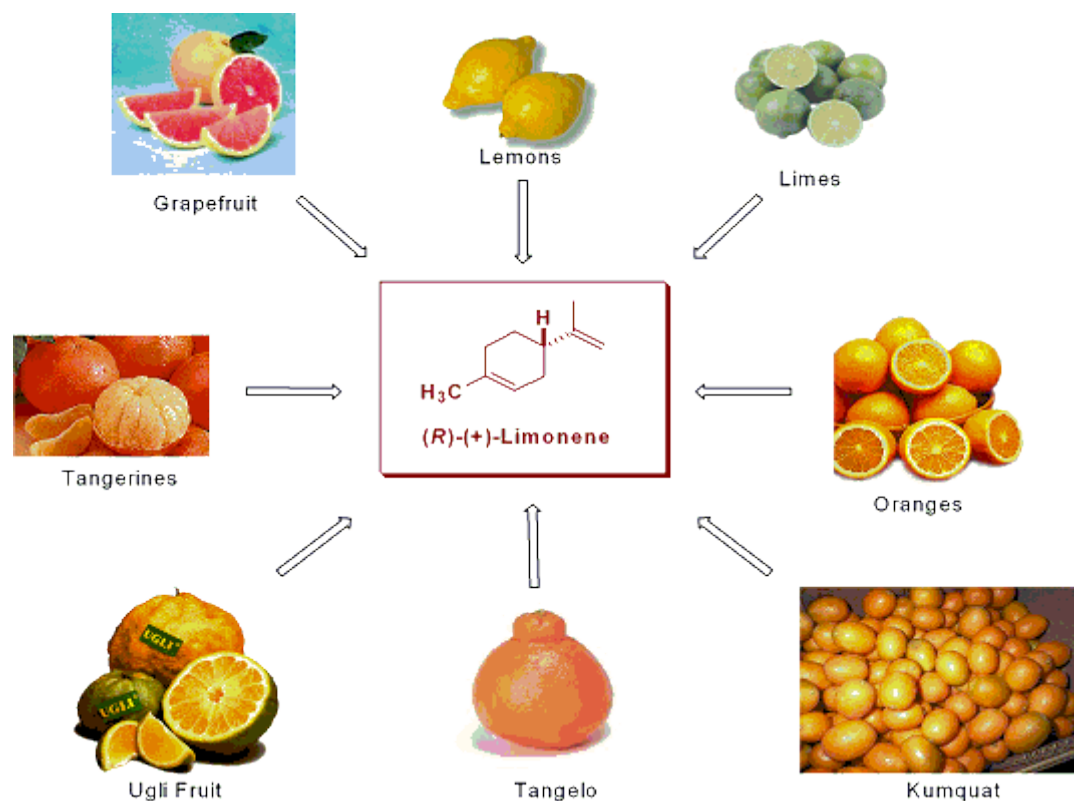 Grapefruit
Lemons
Limes
H
H₃C
(R)-(+)-Limonene
Tangerines
Oranges
UGLI
UGLI
Ugli Fruit
Tangelo
Kumquat